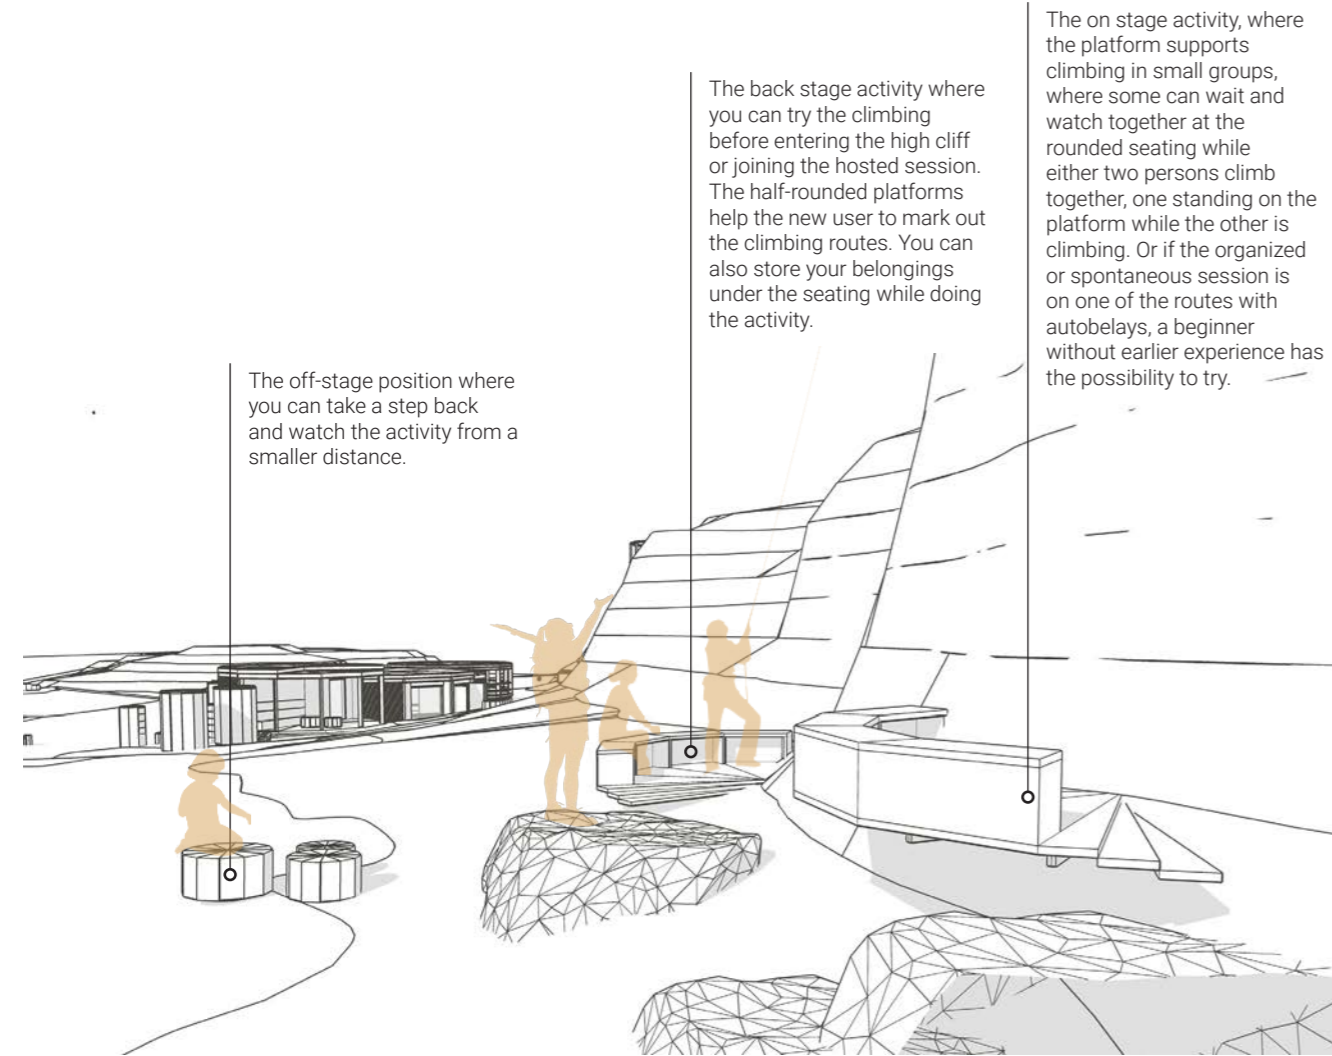 The off-stage position where
you can take a step back
and watch the activity from a
smaller distance.
The back stage activity where
you can try the climbing
before entering the high cliff
or joining the hosted session.
The half-rounded platforms
help the new user to mark out
the climbing routes. You can
also store your belongings
under the seating while doing
the activity.
The on stage activity, where
the platform supports
climbing in small groups,
where some can wait and
watch together at the
rounded seating while
either two persons climb
together, one standing on the
platform while the other is
climbing. Or if the organized
or spontaneous session is
on one of the routes with
autobelays, a beginner
without earlier experience has
the possibility to try.